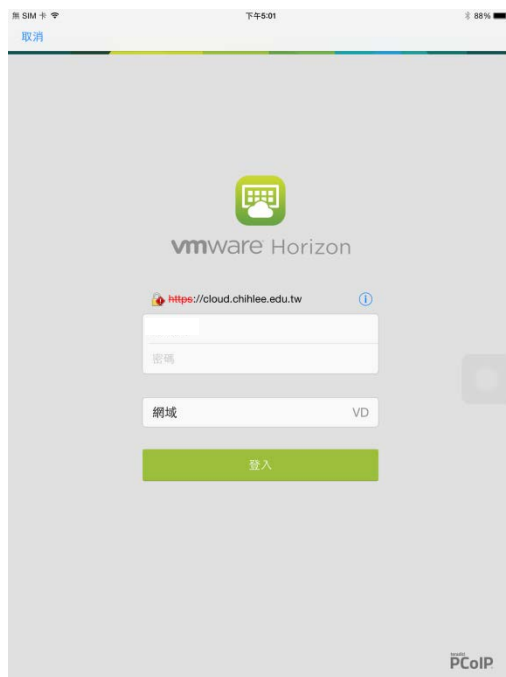 無 SIM 卡 下午5:01 88%
取消
vmware Horizon
https://cloud.chihlee.edu.tw
密碼
網域 VD
登入
teradici
PCoIP